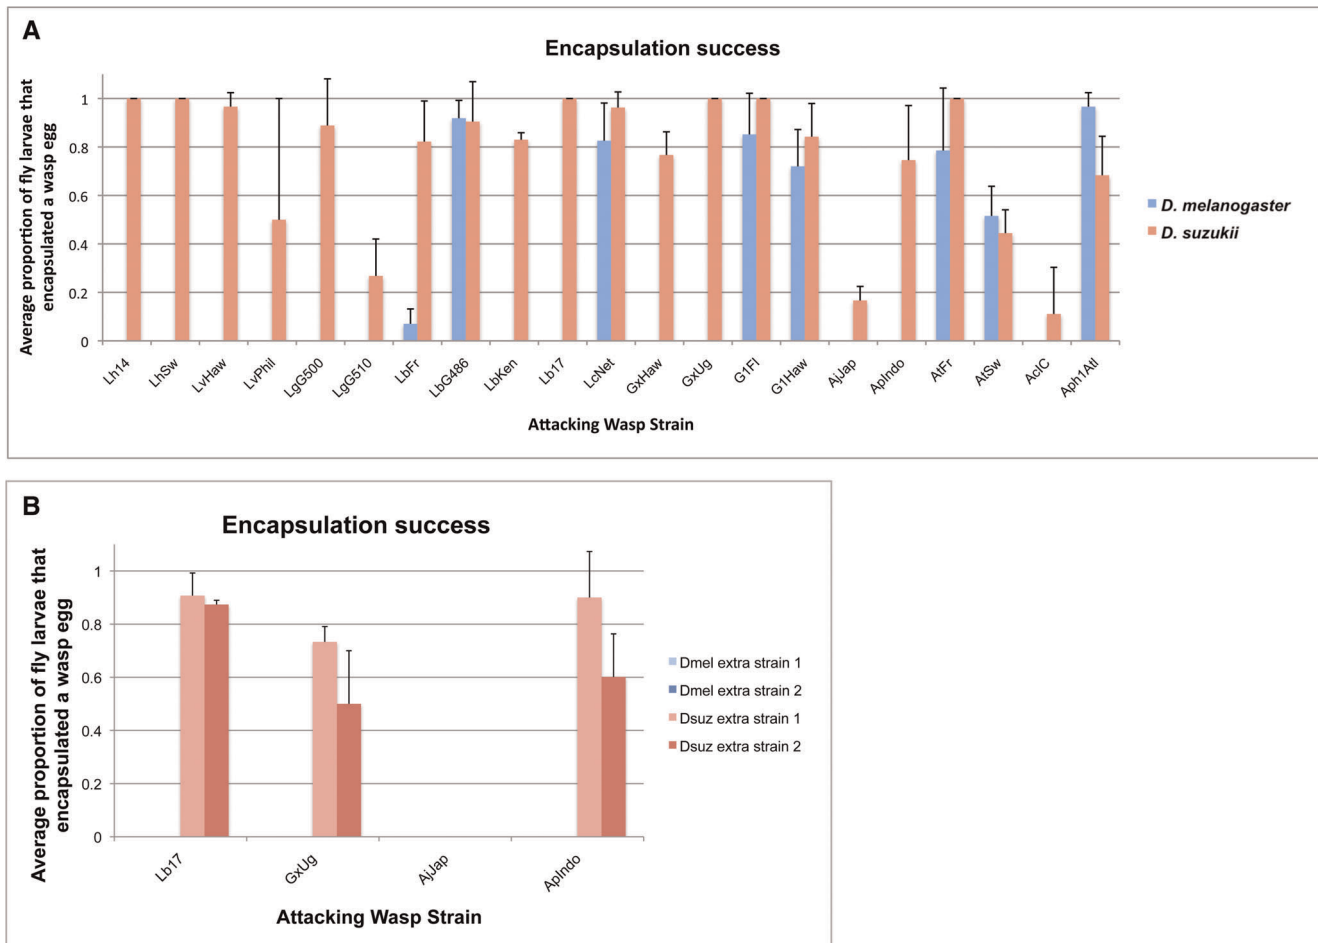 A
Encapsulation success
Average proportion of fly larvae that
encapsulated a wasp egg
1
0.8
0.6
0.4
0.2
0
Lh14
LhSw
LvHaw
LvPhil
LgG500
LgG510
LbFr
LbG486
LbKen
Lb17
LcNet
GxHaw
GxUg
G1Fl
G1Haw
AjJap
ApIndo
AtFr
AtSw
AclC
Aph1Atl
Attacking Wasp Strain
D. melanogaster
D. suzukii
B
Encapsulation success
Average proportion of fly larvae that
encapsulated a wasp egg
1
0.8
0.6
0.4
0.2
0
Lb17
GxUg
AjJap
ApIndo
Attacking Wasp Strain
Dmel extra strain 1
Dmel extra strain 2
Dsuz extra strain 1
Dsuz extra strain 2